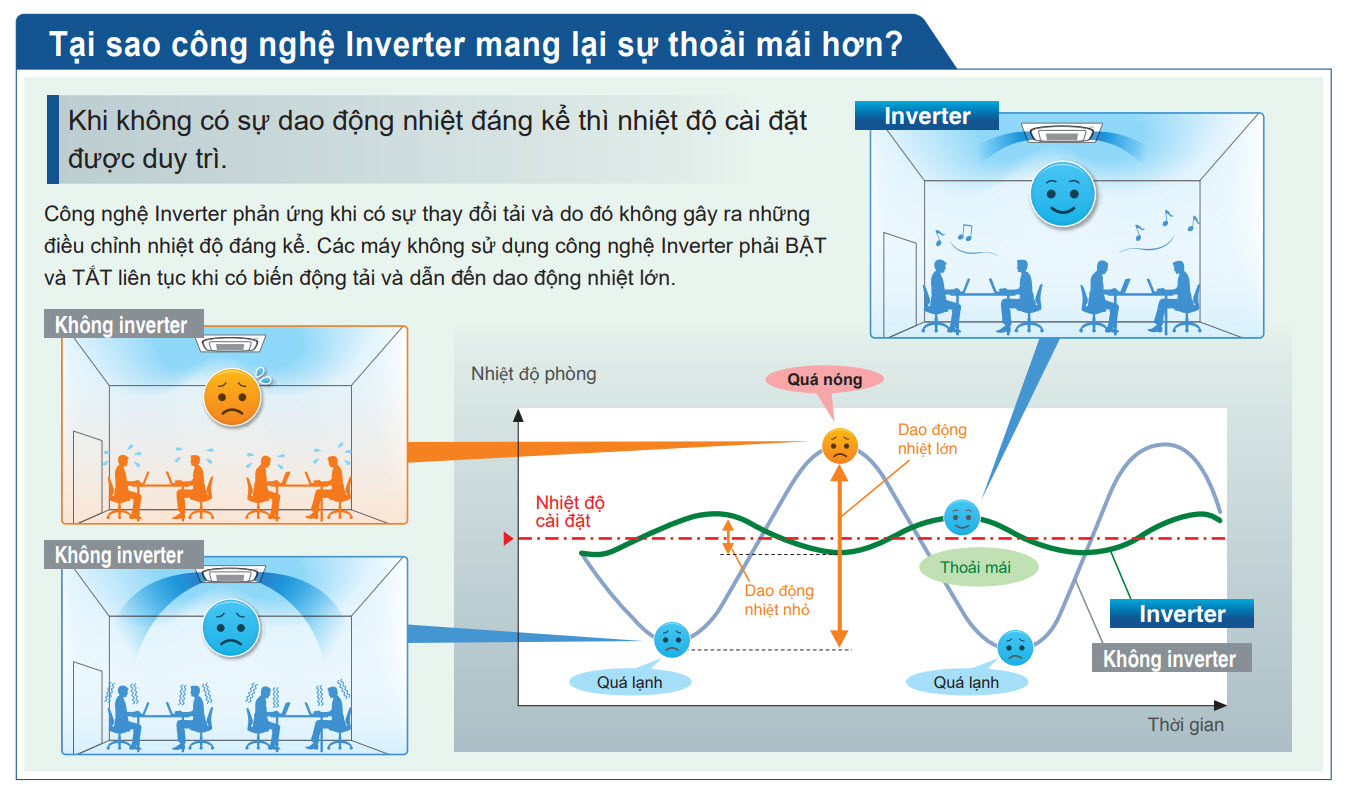 Tại sao công nghệ Inverter mang lại sự thoải mái hơn?
Khi không có sự dao động nhiệt đáng kể thì nhiệt độ cài đặt
được duy trì.
Công nghệ Inverter phản ứng khi có sự thay đổi tải và do đó không gây ra những
điều chỉnh nhiệt độ đáng kể. Các máy không sử dụng công nghệ Inverter phải BẬT
và TẮT liên tục khi có biến động tải và dẫn đến dao động nhiệt lớn.
Inverter
Không inverter
Không inverter
Nhiệt độ phòng
Quá nóng
Dao động
nhiệt lớn
Nhiệt độ
cài đặt
Thoải mái
Dao động
nhiệt nhỏ
Inverter
Không inverter
Quá lạnh
Quá lạnh
Thời gian